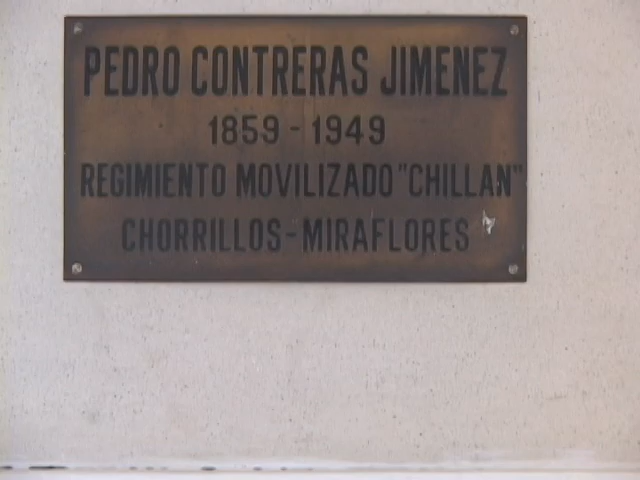 PEDRO CONTRERAS JIMENEZ
1859 - 1949
REGIMIENTO MOVILIZADO "CHILLAN"
CHORRILLOS - MIRAFLORES